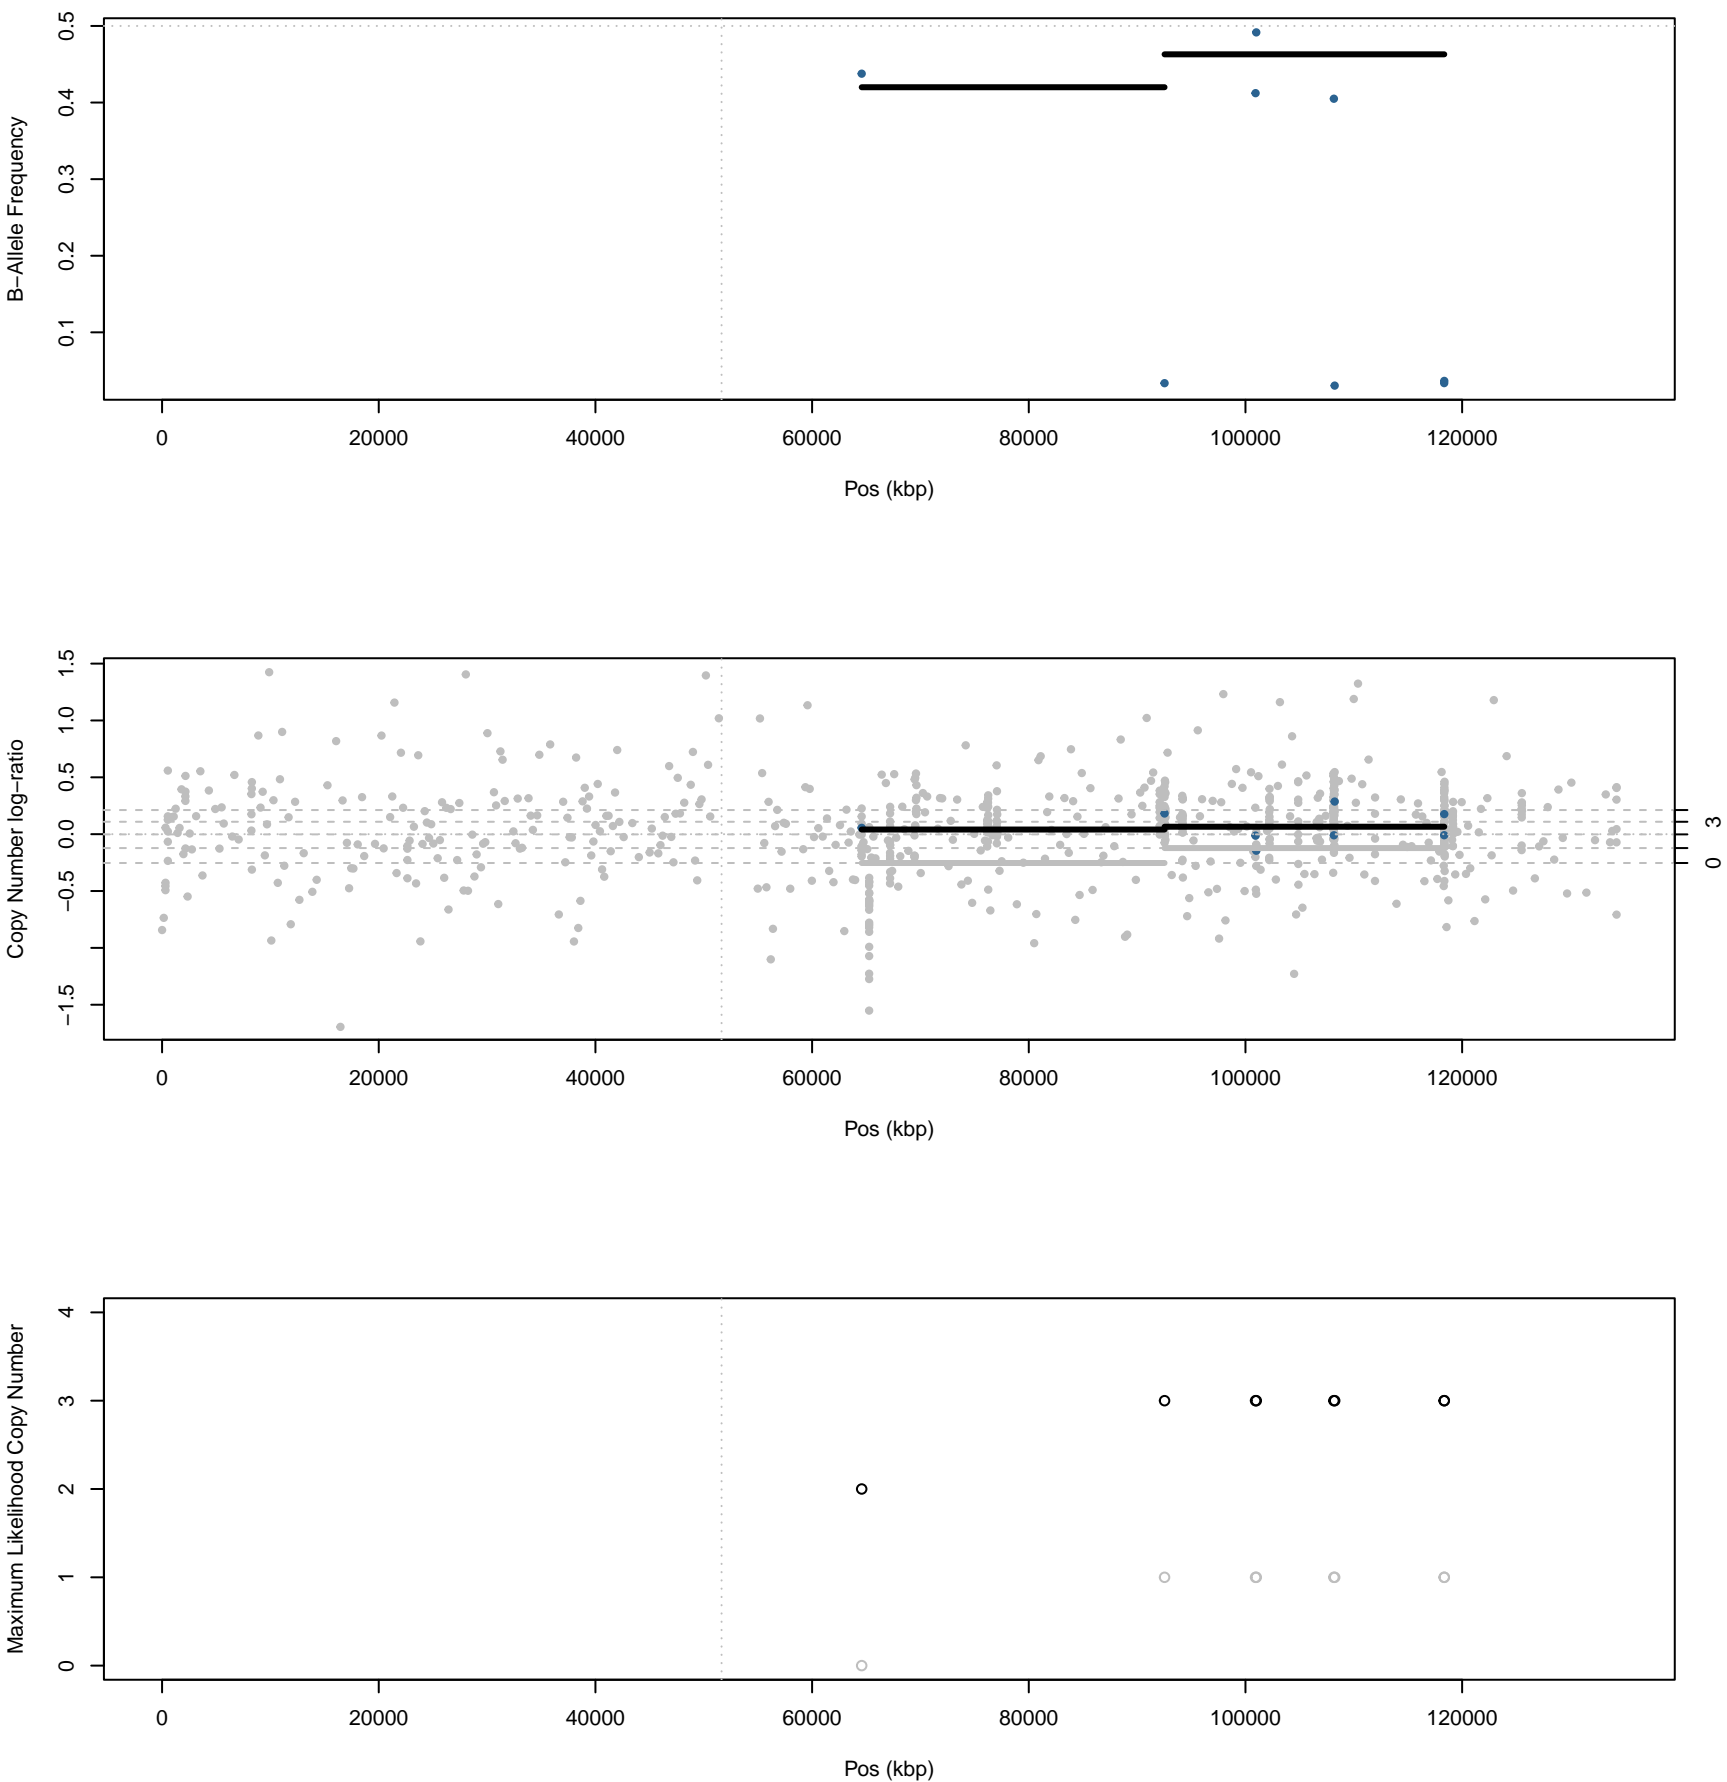 B−Allele Frequency
0.5
0.4
0.3
0.2
0.1
0 20000 40000 60000 80000 100000 120000
Pos (kbp)
Copy Number log−ratio
1.5
1.0
0.5
0.0
−0.5
−1.5
3
0
0 20000 40000 60000 80000 100000 120000
Pos (kbp)
Maximum Likelihood Copy Number
4
3
2
1
0
0 20000 40000 60000 80000 100000 120000
Pos (kbp)